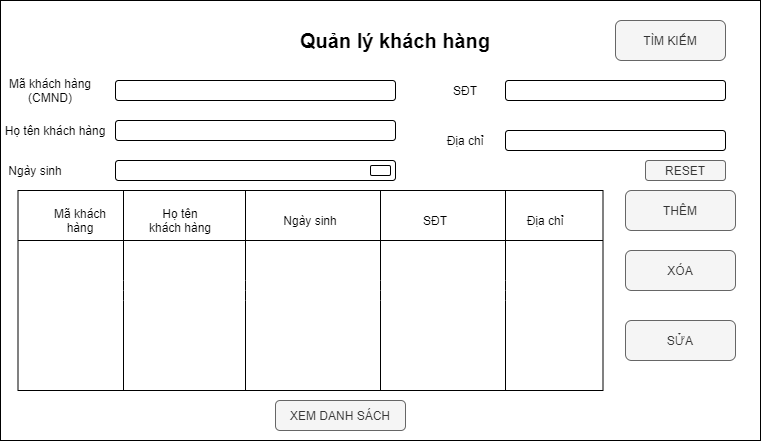 Quản lý khách hàng
TÌM KIẾM
Mã khách hàng
(CMND)
SĐT
Họ tên khách hàng
Địa chỉ
Ngày sinh
RESET
Mã khách
hàng
Họ tên
khách hàng
Ngảy sinh
SĐT
Địa chỉ
THÊM
XÓA
SỬA
XEM DANH SÁCH